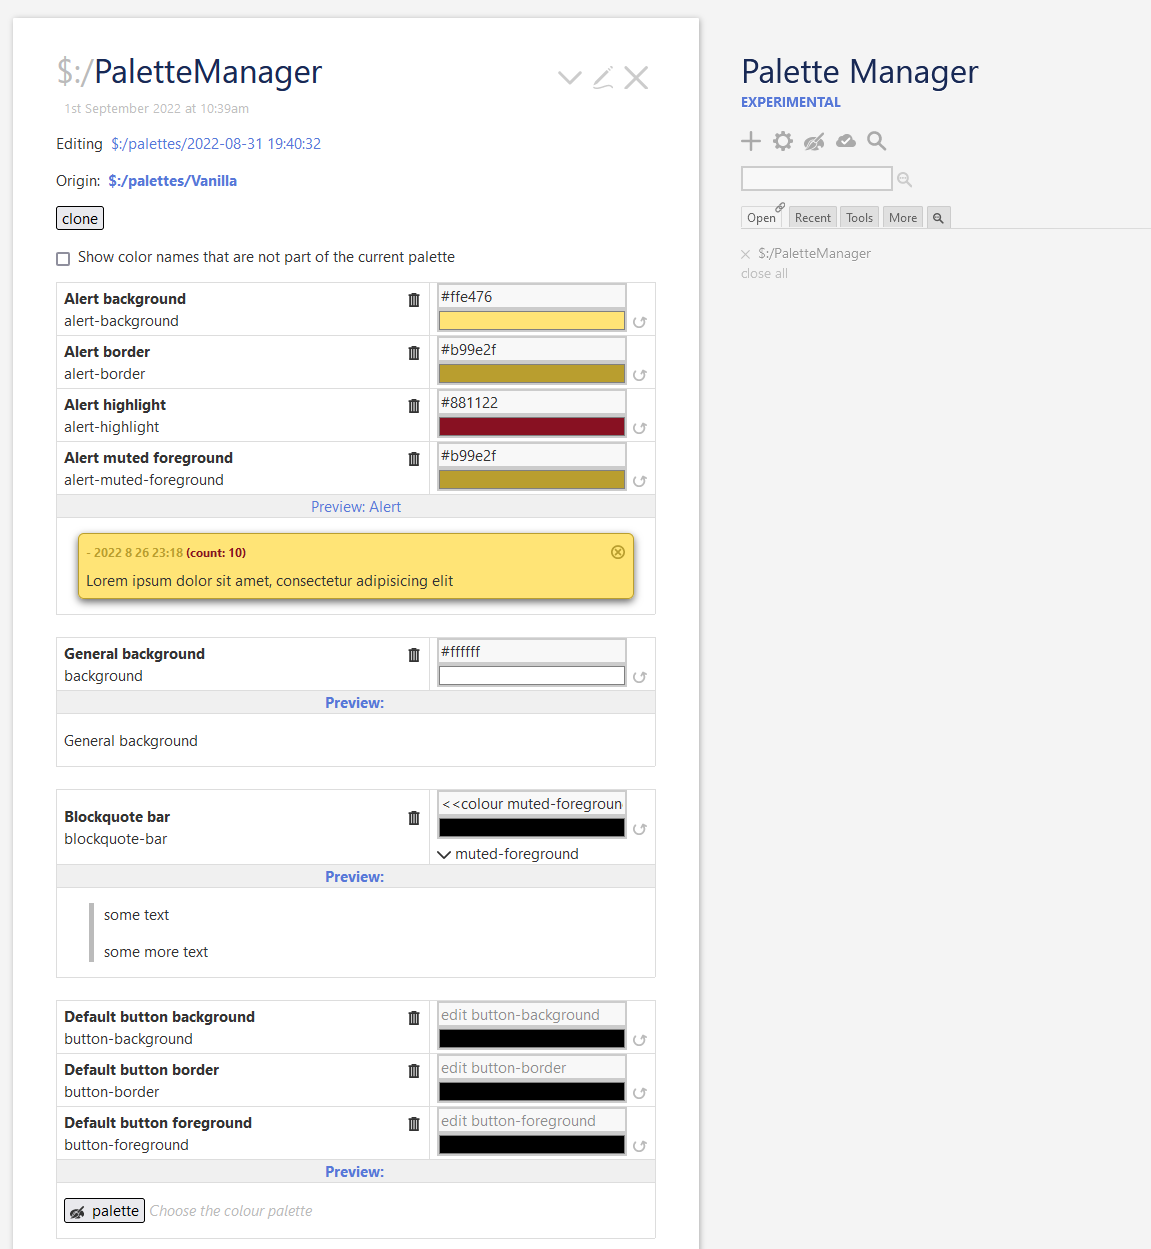 $:/PaletteManager
1st September 2022 at 10:39am
Editing $:/palettes/2022-08-31 19:40:32
Origin: $:/palettes/Vanilla
clone
Show color names that are not part of the current palette
Alert background
alert-background
#ffe476
Alert border
alert-border
#b99e2f
Alert highlight
alert-highlight
#881122
Alert muted foreground
alert-muted-foreground
#b99e2f
Preview: Alert
- 2022 8 26 23:18 (count: 10)
Lorem ipsum dolor sit amet, consectetur adipisicing elit
General background
background
#ffffff
Preview:
General background
Blockquote bar
blockquote-bar
<<colour muted-foregroun
muted-foreground
Preview:
some text
some more text
Default button background
button-background
edit button-background
Default button border
button-border
edit button-border
Default button foreground
button-foreground
edit button-foreground
Preview:
palette Choose the colour palette
Palette Manager
EXPERIMENTAL
Open Recent Tools More
$:/PaletteManager
close all